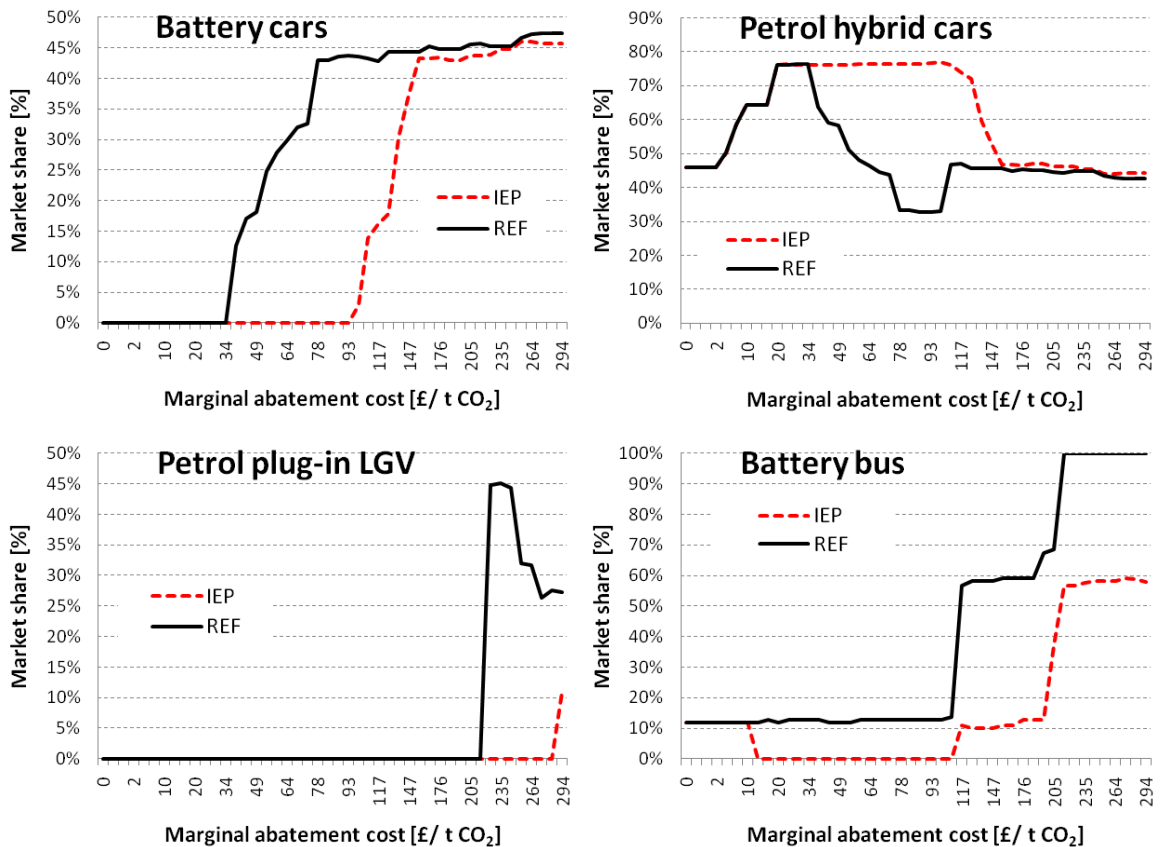 Battery cars
50%
45%
40%
35%
30%
25%
20%
15%
10%
5%
0%
Market share [%]
IEP
REF
0 2 2 10 34 49 64 78 93 117 147 176 205 235 264 294
Marginal abatement cost [£/ t CO₂]
Petrol hybrid cars
90%
80%
70%
60%
50%
40%
30%
20%
10%
0%
Market share [%]
IEP
REF
0 2 2 10 20 34 49 64 78 93 117 147 176 205 235 264 294
Marginal abatement cost [£/ t CO₂]
Petrol plug-in LGV
50%
45%
40%
35%
30%
25%
20%
15%
10%
5%
0%
Market share [%]
IEP
REF
0 2 2 10 34 49 64 78 93 117 147 176 205 235 264 294
Marginal abatement cost [£/ t CO₂]
Battery bus
100%
90%
80%
70%
60%
50%
40%
30%
20%
10%
0%
Market share [%]
IEP
REF
0 2 10 20 34 49 64 78 93 117 147 176 205 235 264 294
Marginal abatement cost [£/ t CO₂]